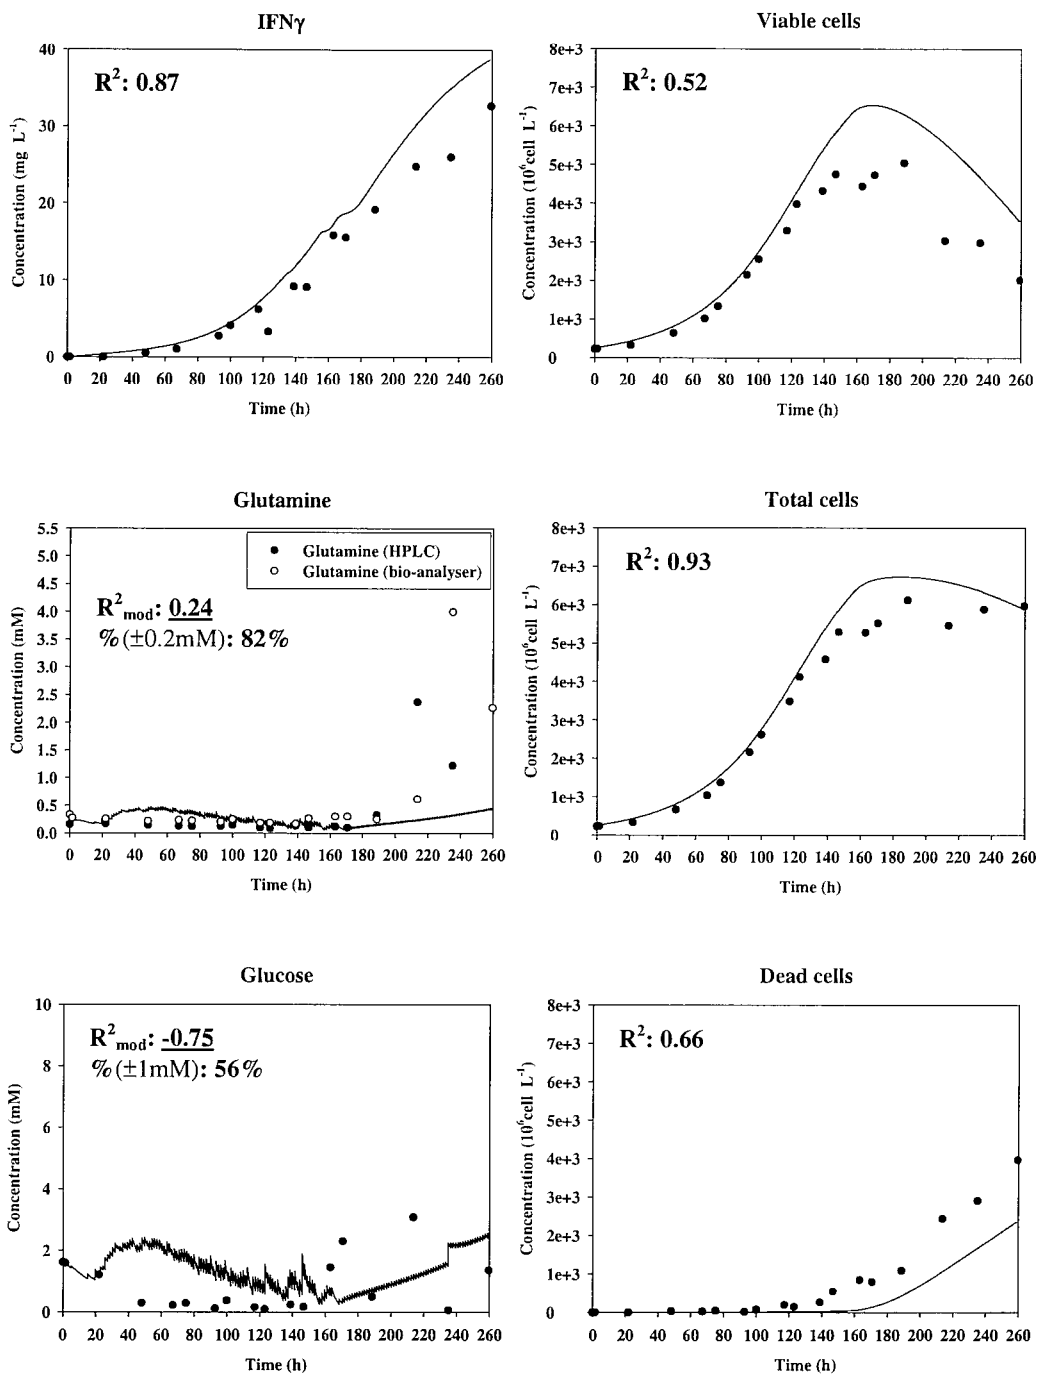 IFNγ
Concentration (mg L⁻¹)
R²: 0.87
40
30
20
10
0
0 20 40 60 80 100 120 140 160 180 200 220 240 260
Time (h)
Viable cells
Concentration (10⁶cell L⁻¹)
R²: 0.52
8e+3
7e+3
6e+3
5e+3
4e+3
3e+3
2e+3
1e+3
0
0 20 40 60 80 100 120 140 160 180 200 220 240 260
Time (h)
Glutamine
Concentration (mM)
Glutamine (HPLC)
Glutamine (bio-analyser)
R²mod: 0.24
%(±0.2mM): 82%
5.5
5.0
4.5
4.0
3.5
3.0
2.5
2.0
1.5
1.0
0.5
0.0
0 20 40 60 80 100 120 140 160 180 200 220 240 260
Time (h)
Total cells
Concentration (10⁶cell L⁻¹)
R²: 0.93
8e+3
7e+3
6e+3
5e+3
4e+3
3e+3
2e+3
1e+3
0
0 20 40 60 80 100 120 140 160 180 200 220 240 260
Time (h)
Glucose
Concentration (mM)
R²mod: -0.75
%(±1mM): 56%
10
8
6
4
2
0
0 20 40 60 80 100 120 140 160 180 200 220 240 260
Time (h)
Dead cells
Concentration (10⁶cell L⁻¹)
R²: 0.66
8e+3
7e+3
6e+3
5e+3
4e+3
3e+3
2e+3
1e+3
0
0 20 40 60 80 100 120 140 160 180 200 220 240 260
Time (h)